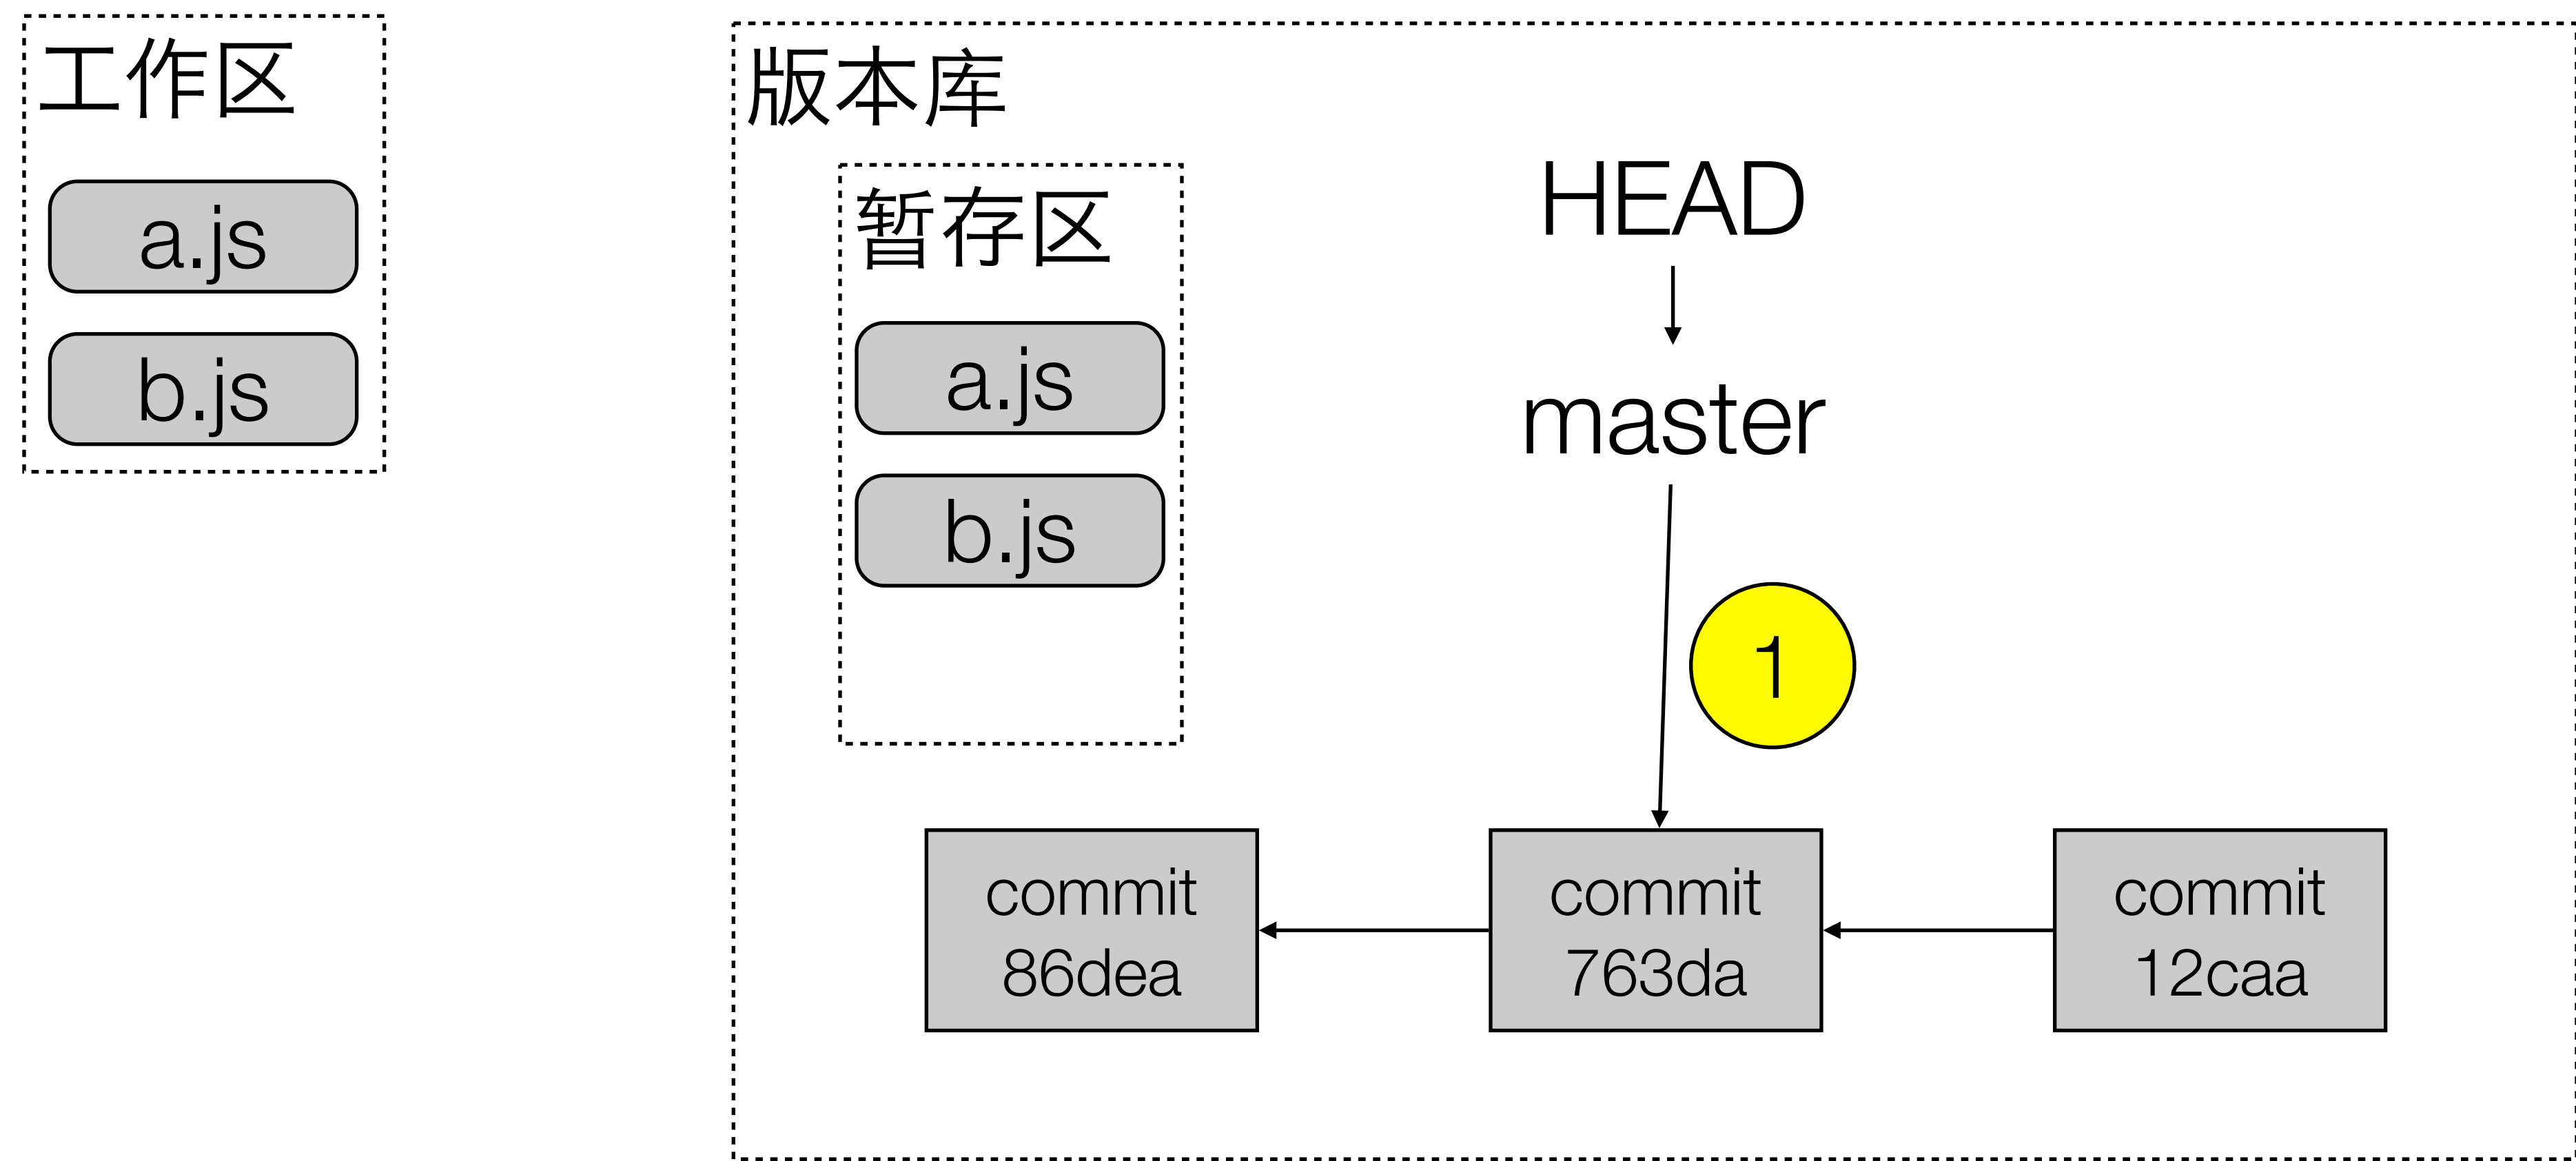 工作区
a.js
b.js
版本库
暂存区
a.js
b.js
HEAD
master
1
commit
86dea
commit
763da
commit
12caa